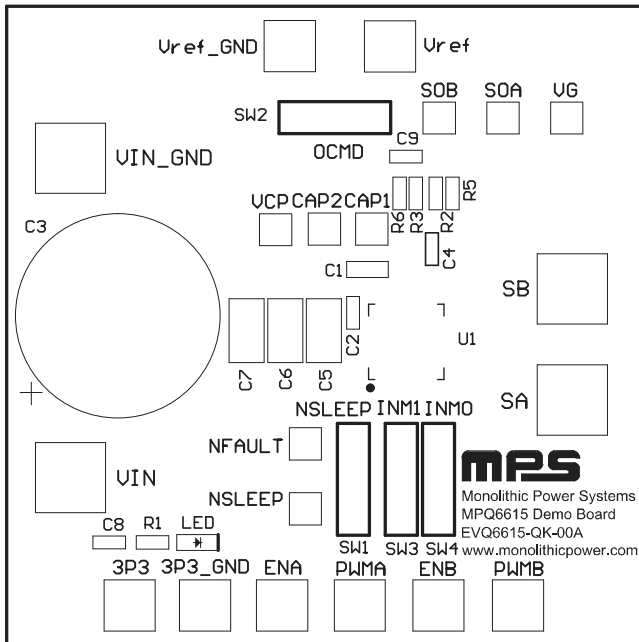 Vref_GND Vref
SOB SOA VG
SW2
OCMD
C9
VIN_GND
C3
VCP CAP2 CAP1
R6 R3 R2 R5
C4
C1
SB
C2
U1
C7 C6 C5
SA
NSLEEP INM1 INM0
NFAULT
VIN
NSLEEP
mps
Monolithic Power Systems
MPQ6615 Demo Board
EVQ6615-QK-00A
www.monolithicpower.com
C8 R1 LED
SW1 SW3 SW4
3P3 3P3_GND ENA PWMA ENB PWMB